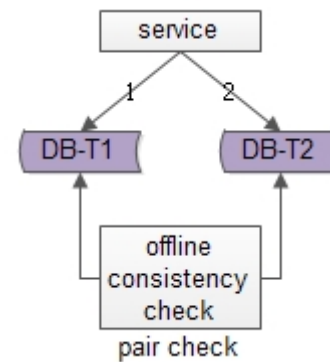 service
1
2
DB-T1
DB-T2
offline
consistency
check
pair check